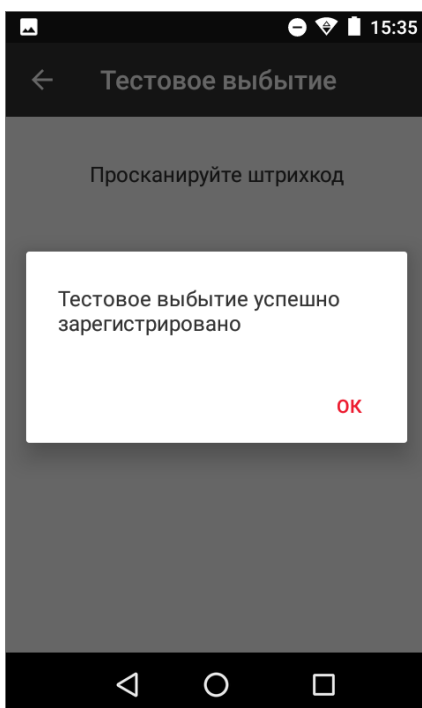 15:35
Тестовое выбытие
Просканируйте штрихкод
Тестовое выбытие успешно
зарегистрировано
ОК